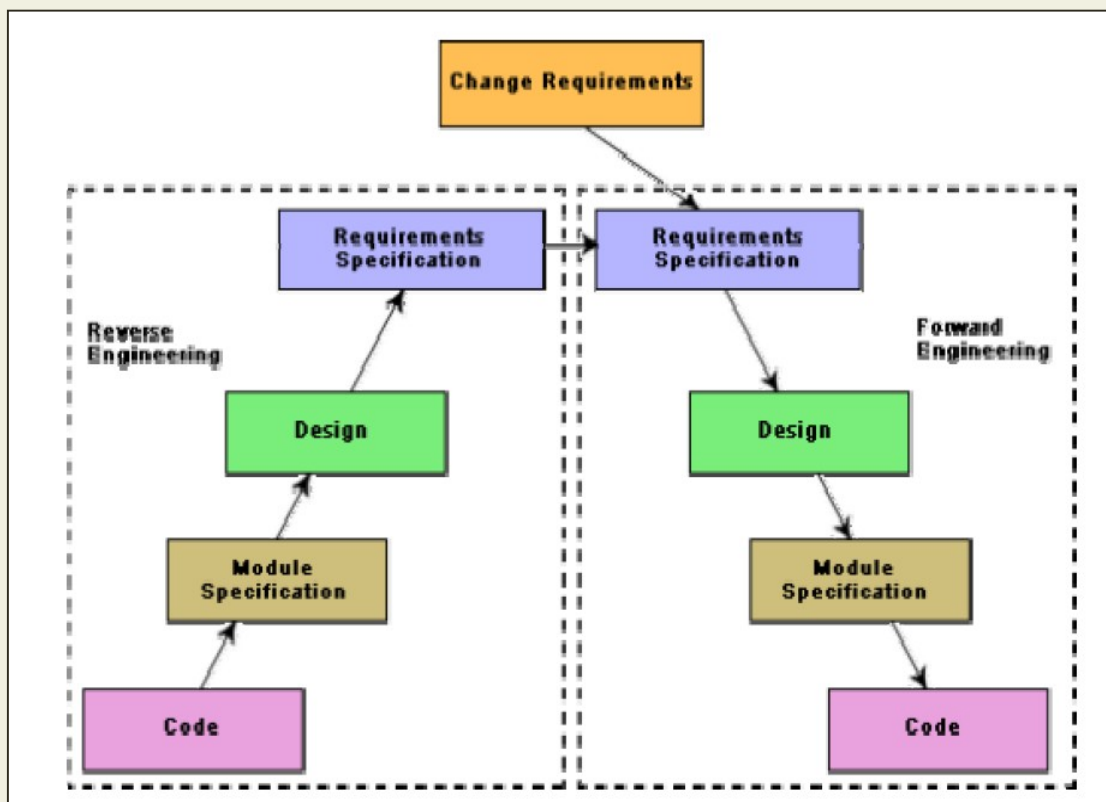 Change Requirements
Requirements
Specification
Requirements
Specification
Reverse
Engineering
Forward
Engineering
Design
Design
Module
Specification
Module
Specification
Code
Code